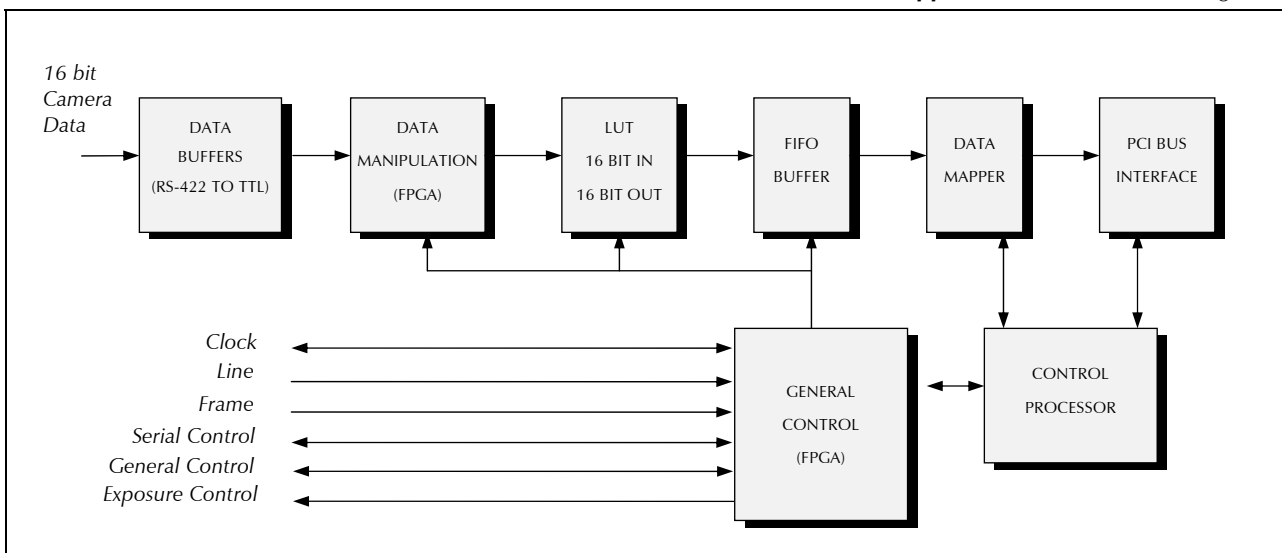 16 bit
Camera
Data
DATA
BUFFERS
(RS-422 TO TTL)
DATA
MANIPULATION
(FPGA)
LUT
16 BIT IN
16 BIT OUT
FIFO
BUFFER
DATA
MAPPER
PCI BUS
INTERFACE
Clock
Line
Frame
Serial Control
General Control
Exposure Control
GENERAL
CONTROL
(FPGA)
CONTROL
PROCESSOR